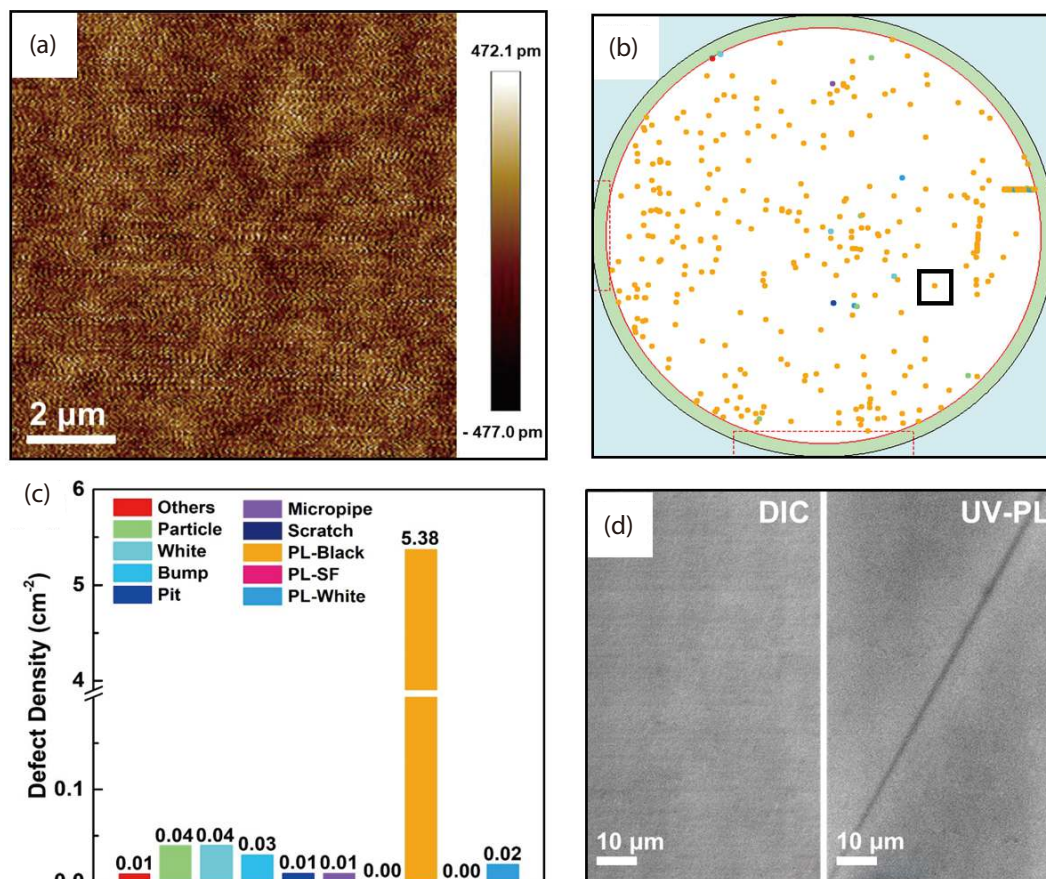 (a)
472.1 pm
- 477.0 pm
2 μm
(b)
(c)
6
5
4
0.1
0.0
Defect Density (cm⁻²)
Others
Particle
White
Bump
Pit
Micropipe
Scratch
PL-Black
PL-SF
PL-White
0.01
0.04
0.04
0.03
0.01
0.01
0.00
5.38
0.00
0.02
(d)
DIC
UV-PL
10 μm
10 μm